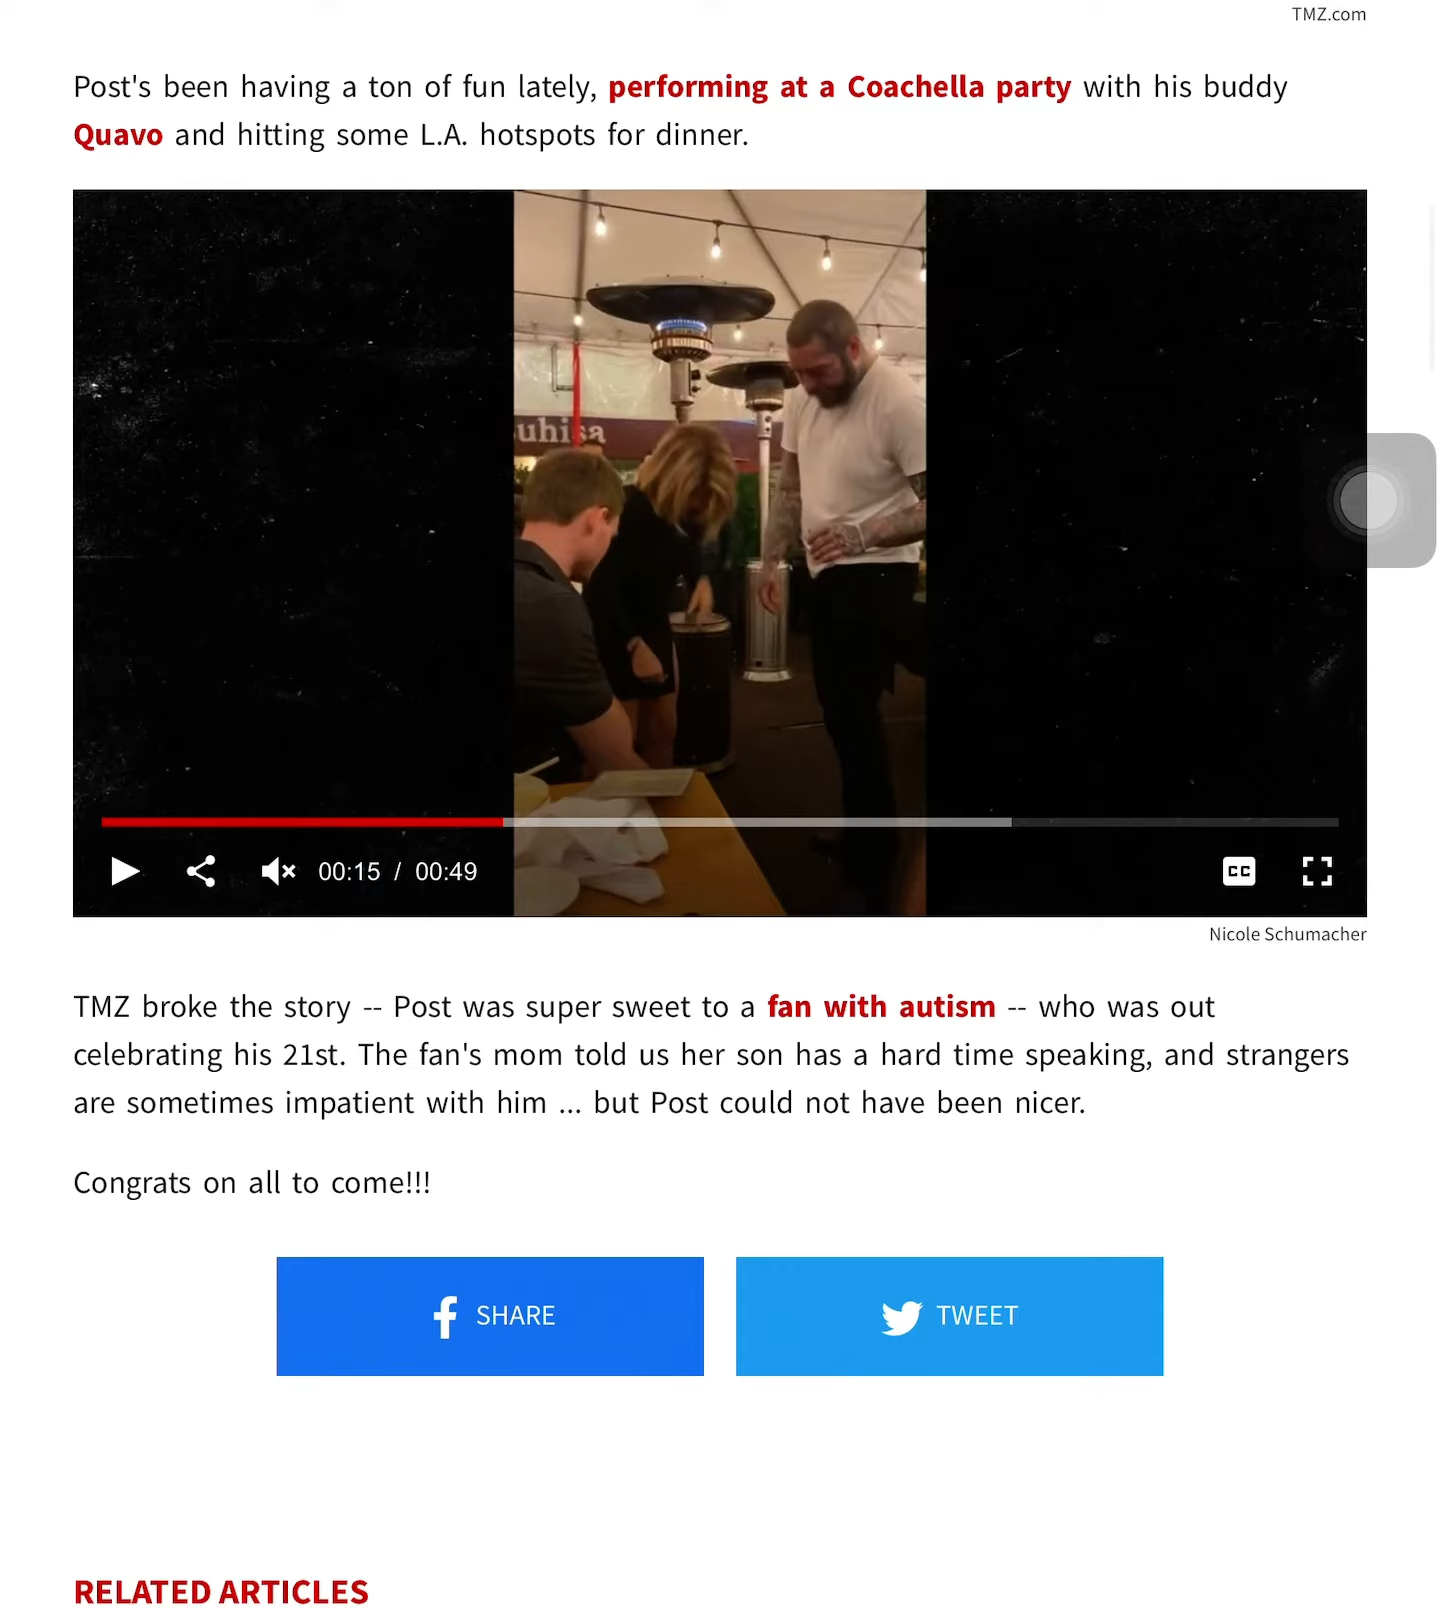 TMZ.com
Post's been having a ton of fun lately, performing at a Coachella party with his buddy
Quavo and hitting some L.A. hotspots for dinner.
uhisa
00:15 / 00:49
CC
Nicole Schumacher
TMZ broke the story -- Post was super sweet to a fan with autism -- who was out
celebrating his 21st. The fan's mom told us her son has a hard time speaking, and strangers
are sometimes impatient with him ... but Post could not have been nicer.
Congrats on all to come!!!
f SHARE
TWEET
RELATED ARTICLES